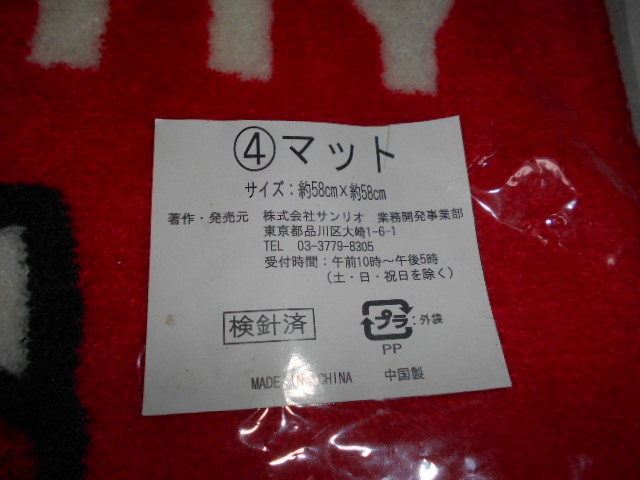 ITTY
④マット
サイズ：約58cm×約58cm
著作・発売元 株式会社サンリオ 業務開発事業部
東京都品川区大崎1-6-1
TEL 03-3779-8305
受付時間：午前10時～午後5時
（土・日・祝日を除く）
検針済
プラ：外袋
PP
MADE IN CHINA 中国製